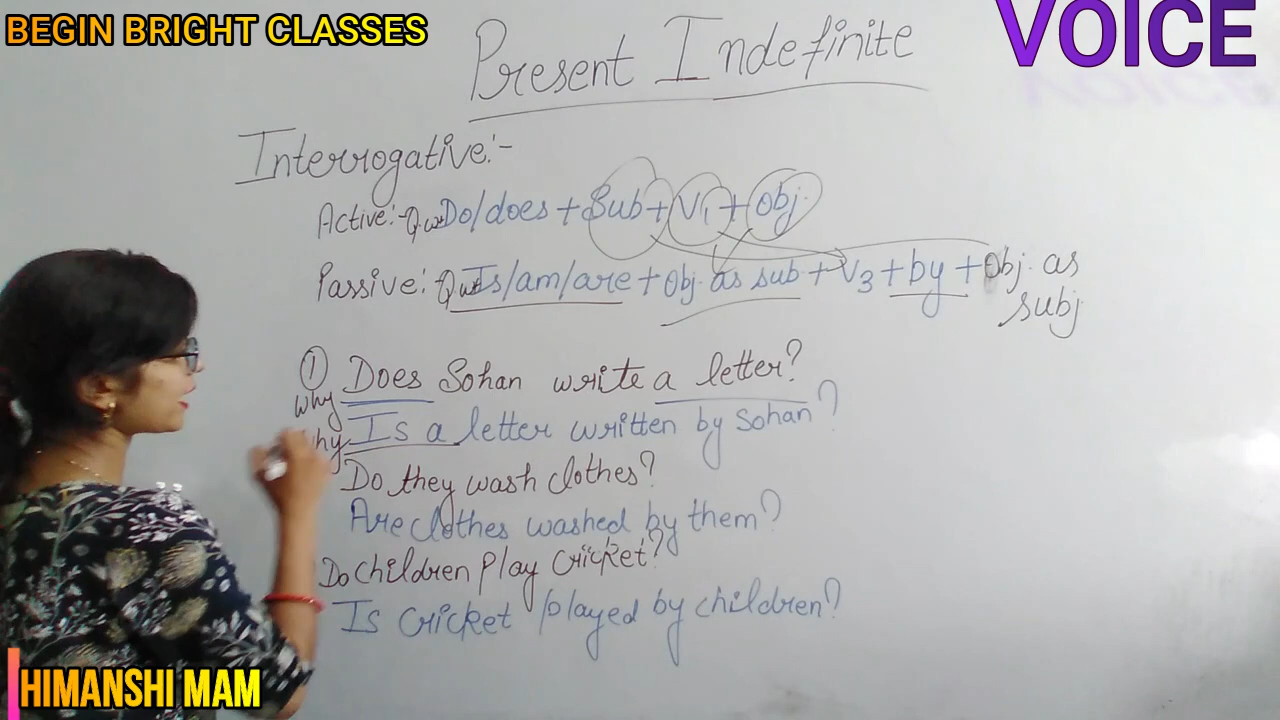 BEGIN BRIGHT CLASSES
VOICE
Present Indefinite
Interrogative:-
Active:- Qw Do/does + Sub + V1 + Obj.
Passive:- Qw Is/am/are + Obj. as sub + V3 + by + Obj. as
subj
① Does Sohan write a letter?
why
Is a letter written by Sohan?
why
Do they wash clothes?
Are clothes washed by them?
Do children play cricket?
Is cricket played by children?
HIMANSHI MAM